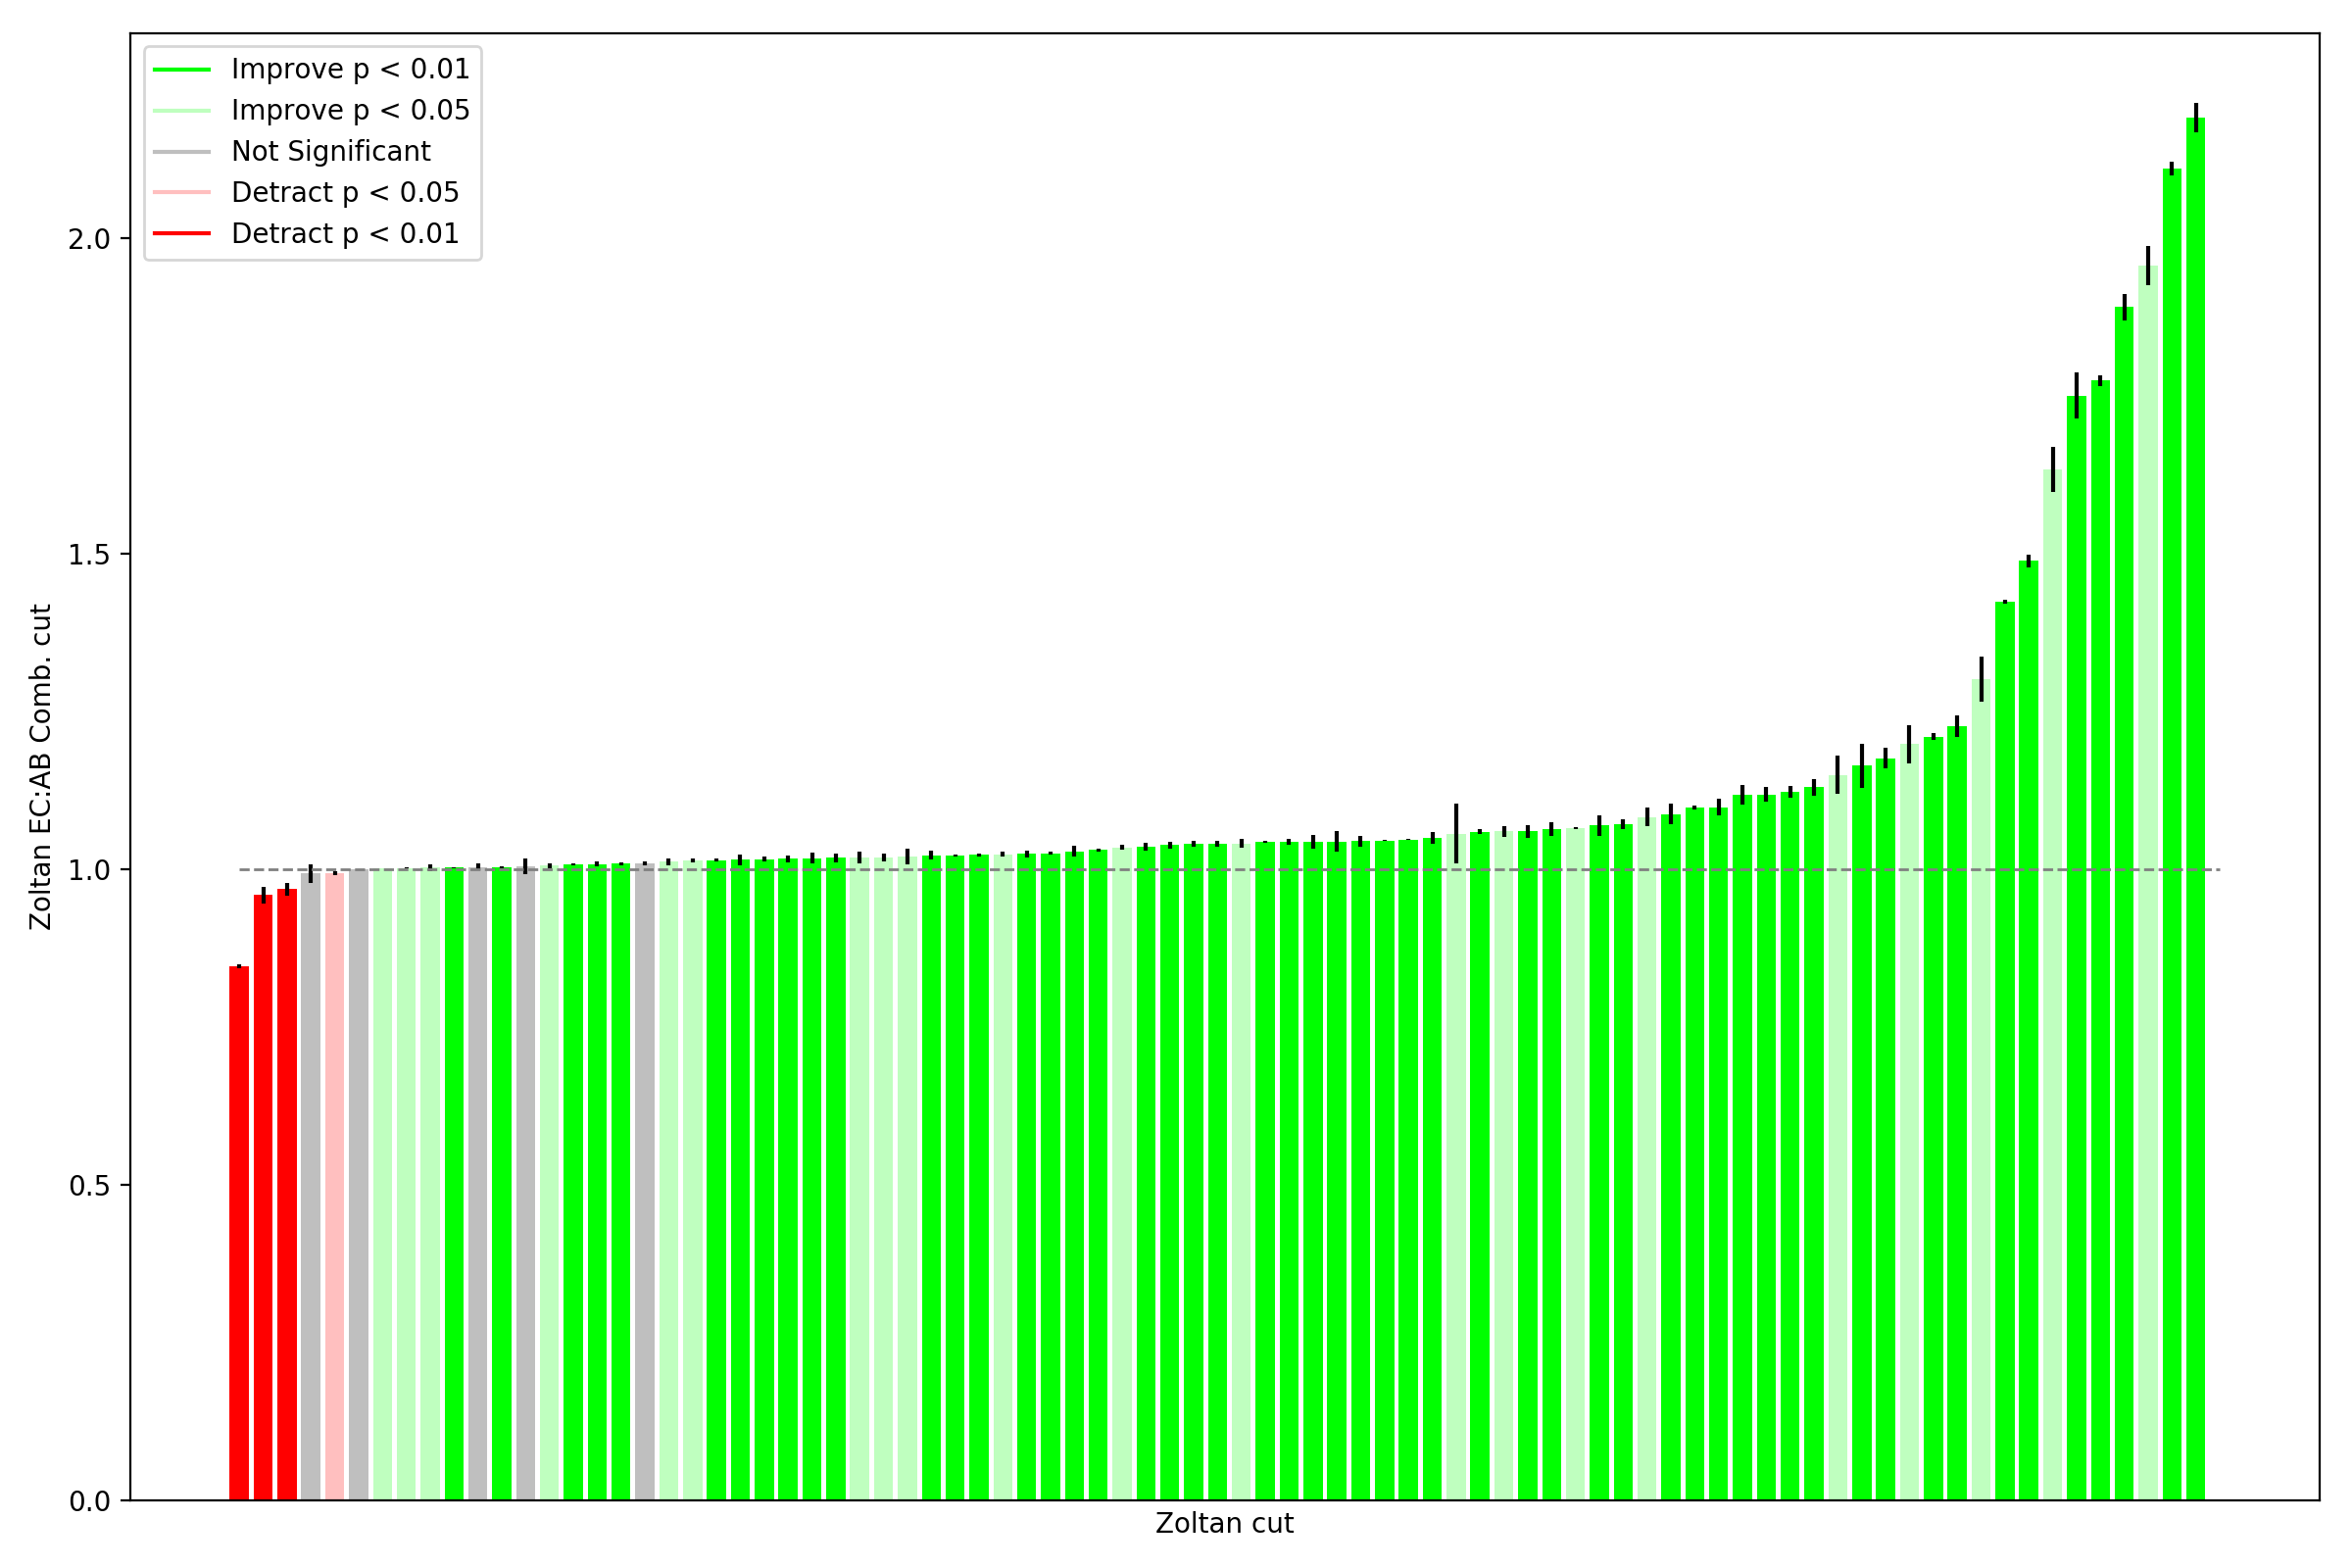 Improve p < 0.01
Improve p < 0.05
Not Significant
Detract p < 0.05
Detract p < 0.01
2.0
1.5
1.0
0.5
0.0
Zoltan EC:AB Comb. cut
Zoltan cut